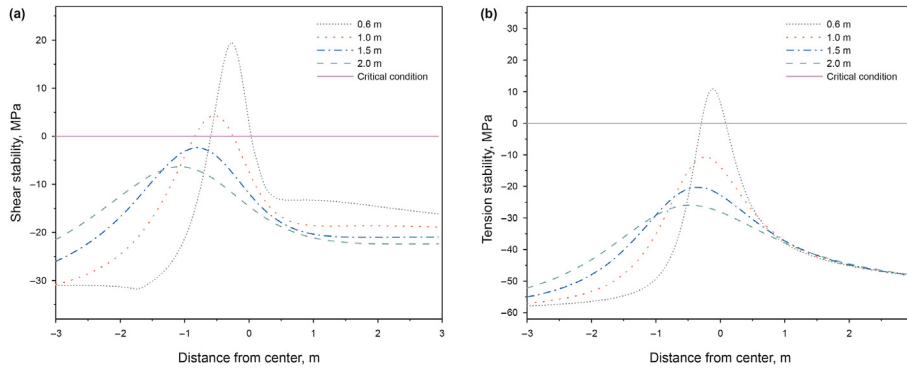 (a)
Shear stability, MPa
20
10
0
–10
–20
–30
–3
–2
–1
0
1
2
3
Distance from center, m
0.6 m
1.0 m
1.5 m
2.0 m
Critical condition
(b)
Tension stability, MPa
30
20
10
0
–10
–20
–30
–40
–50
–60
–3
–2
–1
0
1
2
3
Distance from center, m
0.6 m
1.0 m
1.5 m
2.0 m
Critical condition